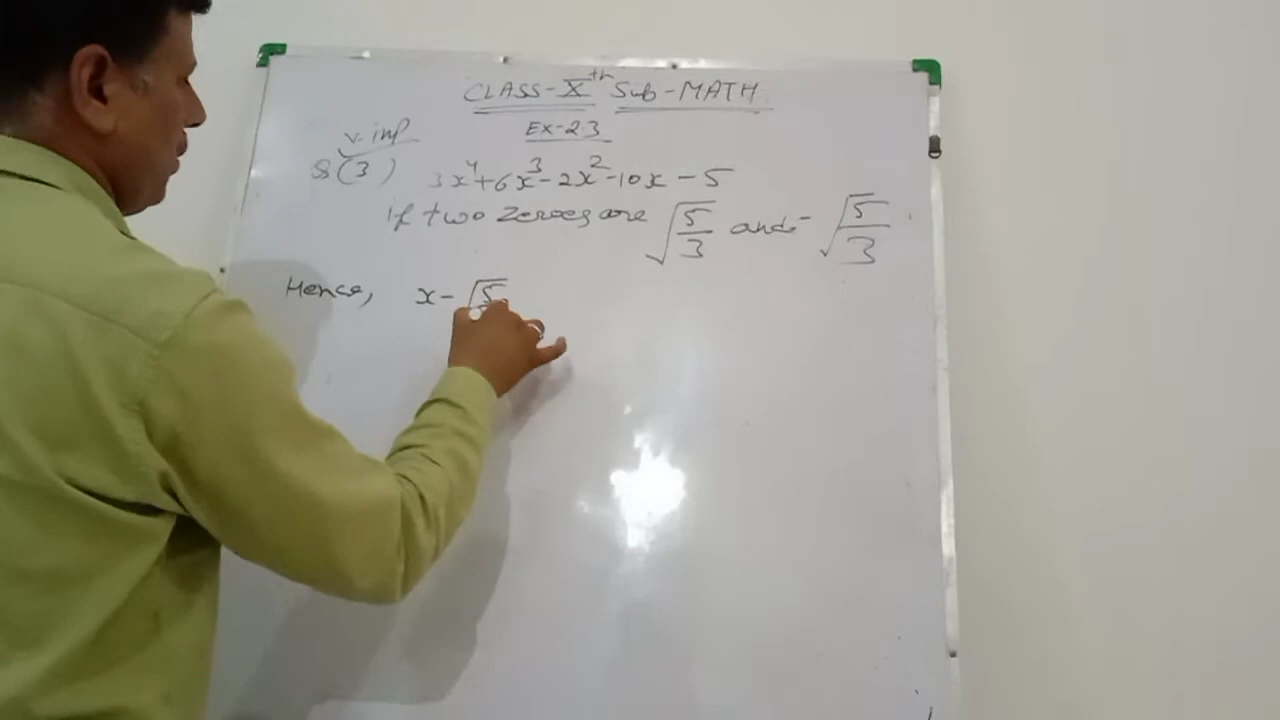 CLASS-Xth Sub-MATH
Ex-2.3
v.imp
Q(3) 3x⁴+6x³-2x²-10x-5
if two zeroes are √5/3 and -√5/3
Hence, x-√5